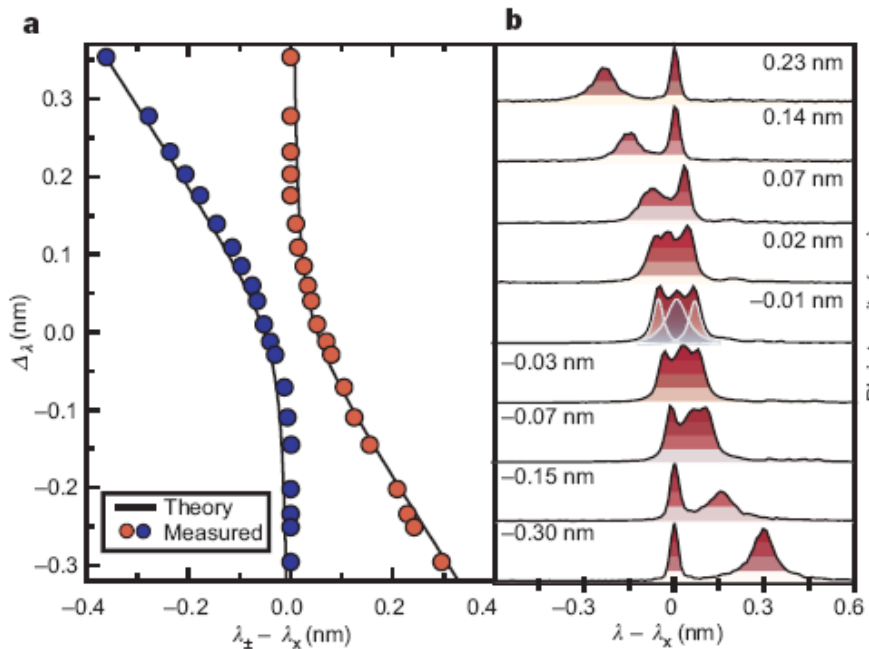 a
−0.4
−0.2
0.0
0.2
0.4
0.3
0.2
0.1
0.0
−0.1
−0.2
−0.3
Δλ (nm)
Theory
Measured
λ± − λx (nm)
b
0.23 nm
0.14 nm
0.07 nm
0.02 nm
−0.01 nm
−0.03 nm
−0.07 nm
−0.15 nm
−0.30 nm
−0.3
0
0.3
0.6
λ − λx (nm)